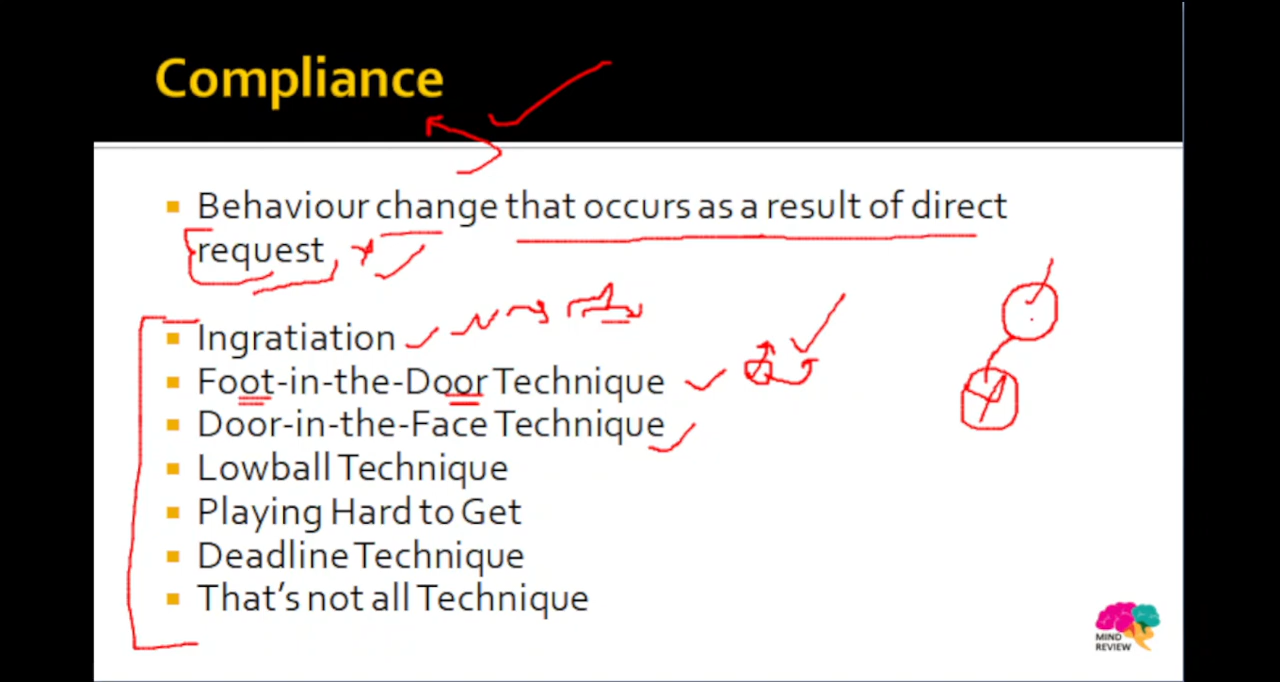 Compliance
Behaviour change that occurs as a result of direct
request
Ingratiation
Foot-in-the-Door Technique
Door-in-the-Face Technique
Lowball Technique
Playing Hard to Get
Deadline Technique
That's not all Technique
MIND
REVIEW